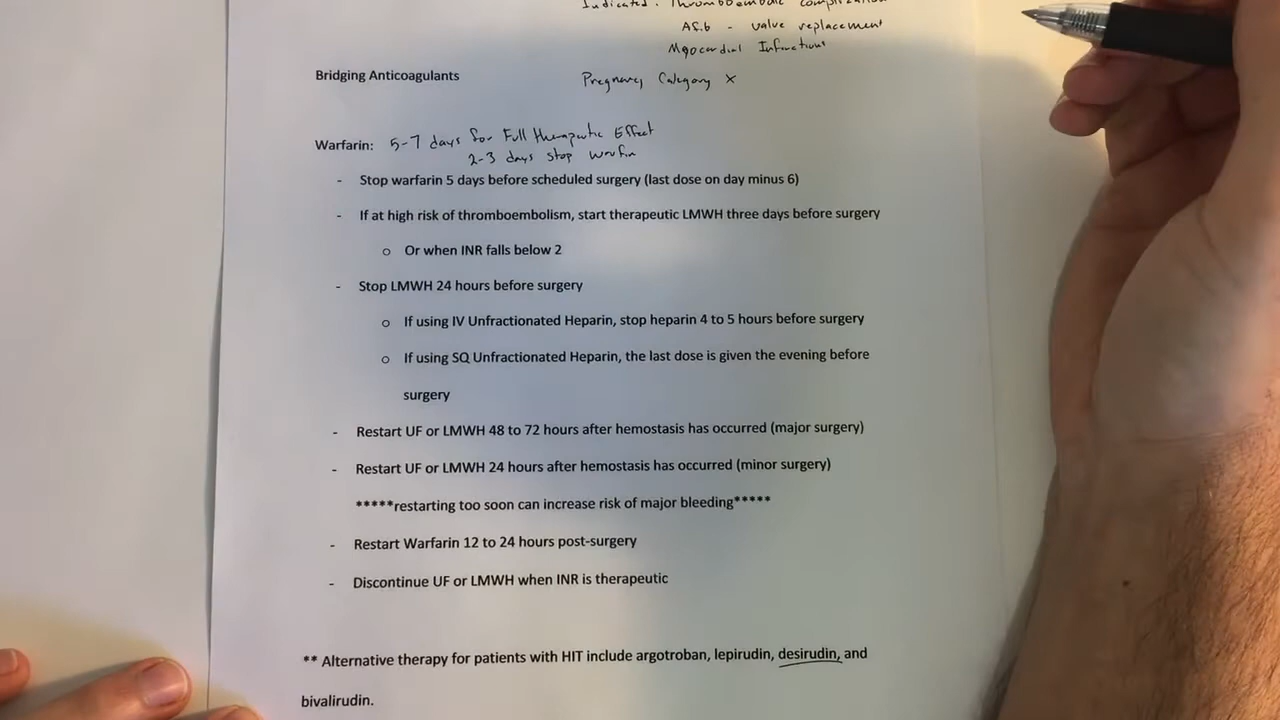 Indicated: Thromboembolic complication
Afib - valve replacement
Myocardial Infarctions
Bridging Anticoagulants
Pregnancy Category X
Warfarin: 5-7 days for Full therapeutic Effect
2-3 days stop
- Stop warfarin 5 days before scheduled surgery (last dose on day minus 6)
- If at high risk of thromboembolism, start therapeutic LMWH three days before surgery
o Or when INR falls below 2
- Stop LMWH 24 hours before surgery
o If using IV Unfractionated Heparin, stop heparin 4 to 5 hours before surgery
o If using SQ Unfractionated Heparin, the last dose is given the evening before
surgery
- Restart UF or LMWH 48 to 72 hours after hemostasis has occurred (major surgery)
- Restart UF or LMWH 24 hours after hemostasis has occurred (minor surgery)
*****restarting too soon can increase risk of major bleeding*****
- Restart Warfarin 12 to 24 hours post-surgery
- Discontinue UF or LMWH when INR is therapeutic
** Alternative therapy for patients with HIT include argotroban, lepirudin, desirudin, and
bivalirudin.